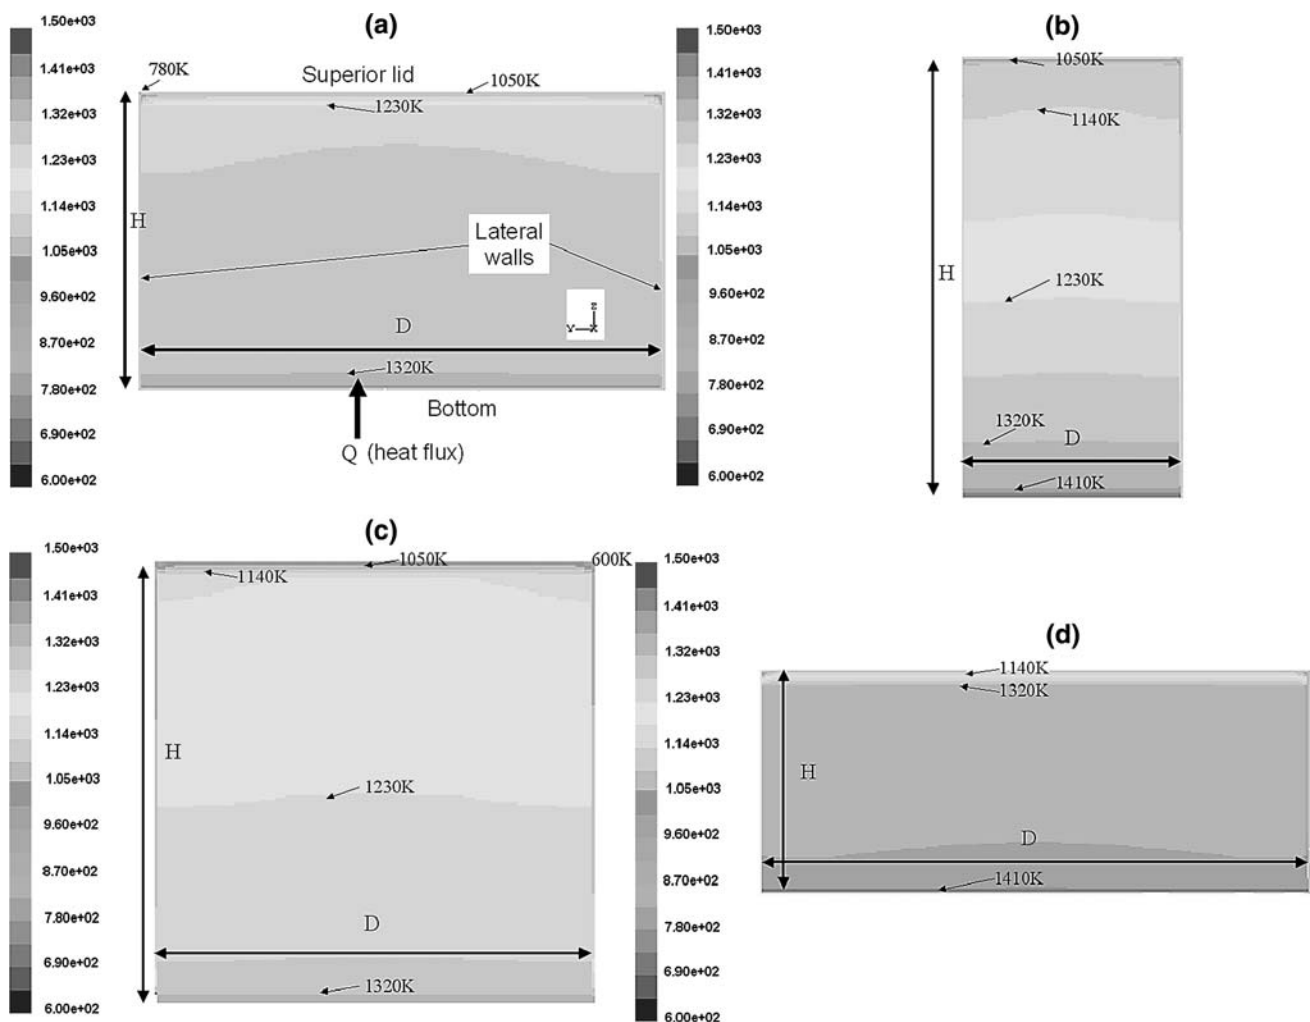 (a)
1.50e+03
1.41e+03
1.32e+03
1.23e+03
1.14e+03
1.05e+03
9.60e+02
8.70e+02
7.80e+02
6.90e+02
6.00e+02
780K
Superior lid
1050K
1230K
H
Lateral
walls
Z
Y
X
D
1320K
Bottom
Q (heat flux)
(b)
1.50e+03
1.41e+03
1.32e+03
1.23e+03
1.14e+03
1.05e+03
9.60e+02
8.70e+02
7.80e+02
6.90e+02
6.00e+02
1050K
1140K
H
1230K
1320K
D
1410K
(c)
1.50e+03
1.41e+03
1.32e+03
1.23e+03
1.14e+03
1.05e+03
9.60e+02
8.70e+02
7.80e+02
6.90e+02
6.00e+02
1050K
600K
1140K
H
1230K
D
1320K
(d)
1.50e+03
1.41e+03
1.32e+03
1.23e+03
1.14e+03
1.05e+03
9.60e+02
8.70e+02
7.80e+02
6.90e+02
6.00e+02
1140K
1320K
H
D
1410K